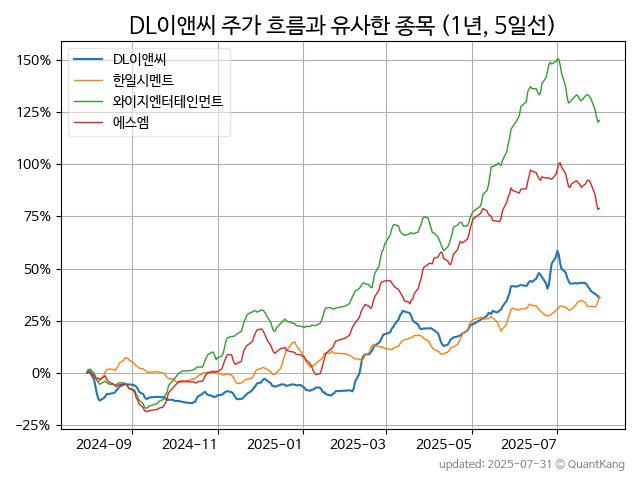 DL이앤씨 주가 흐름과 유사한 종목 (1년, 5일선)
150%
125%
100%
75%
50%
25%
0%
−25%
DL이앤씨
한일시멘트
와이지엔터테인먼트
에스엠
2024-09
2024-11
2025-01
2025-03
2025-05
2025-07
updated: 2025-07-31 © QuantKang